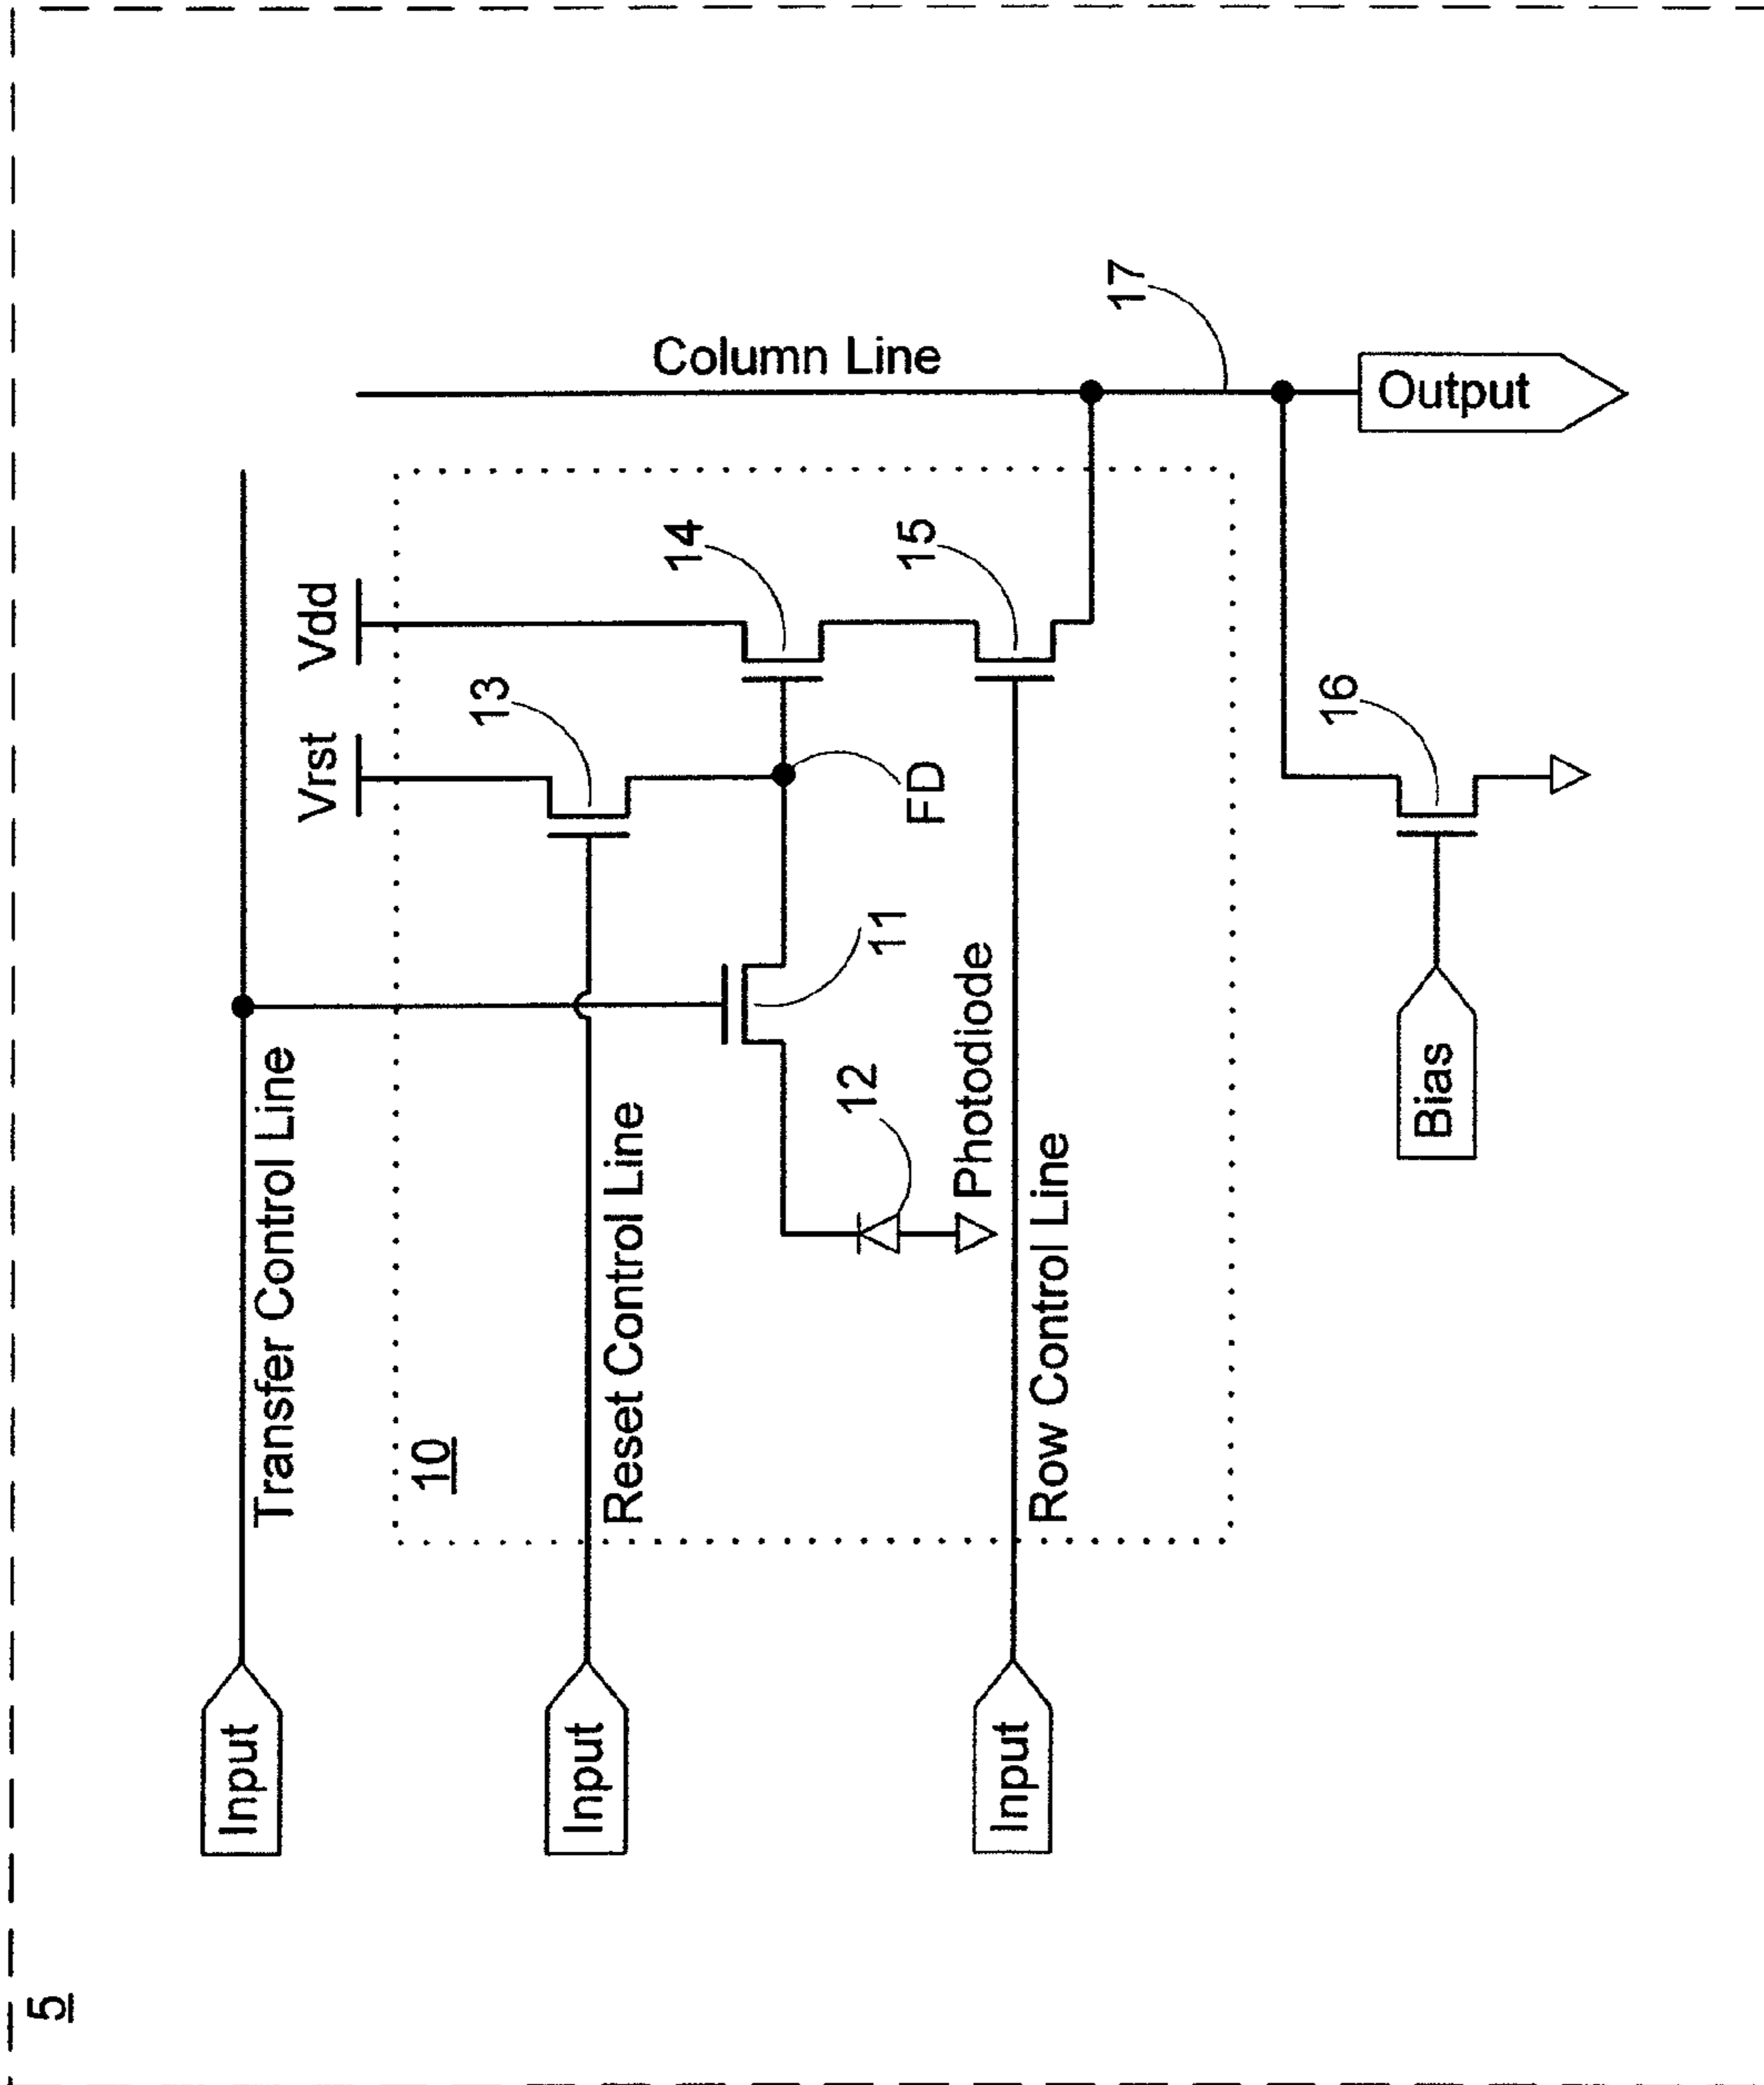 5
Input
Transfer Control Line
Vrst
Vdd
Column Line
10
Input
Reset Control Line
13
14
11
12
FD
15
Photodiode
Input
Row Control Line
17
Bias
16
Output